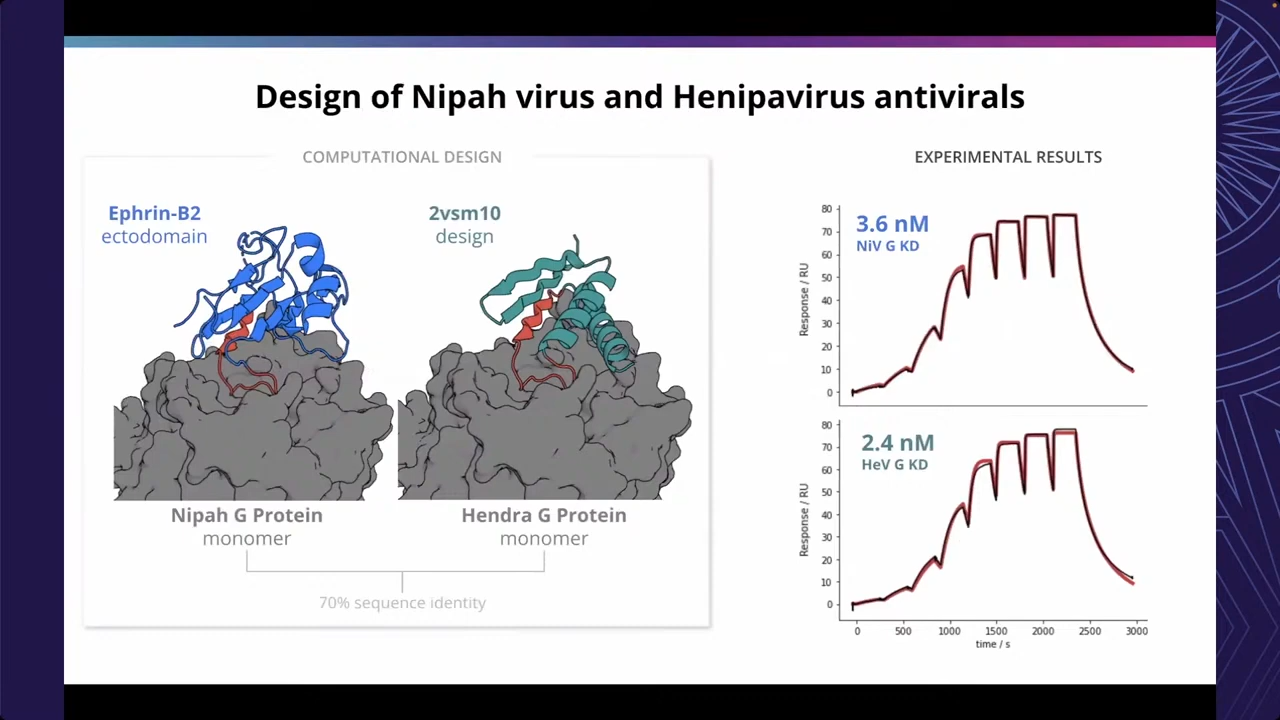 Design of Nipah virus and Henipavirus antivirals
COMPUTATIONAL DESIGN
Ephrin-B2
ectodomain
2vsm10
design
Nipah G Protein
monomer
Hendra G Protein
monomer
70% sequence identity
EXPERIMENTAL RESULTS
80
70
60
50
40
30
20
10
0
Response / RU
3.6 nM
NiV G KD
80
70
60
50
40
30
20
10
0
Response / RU
2.4 nM
HeV G KD
0 500 1000 1500 2000 2500 3000
time / s